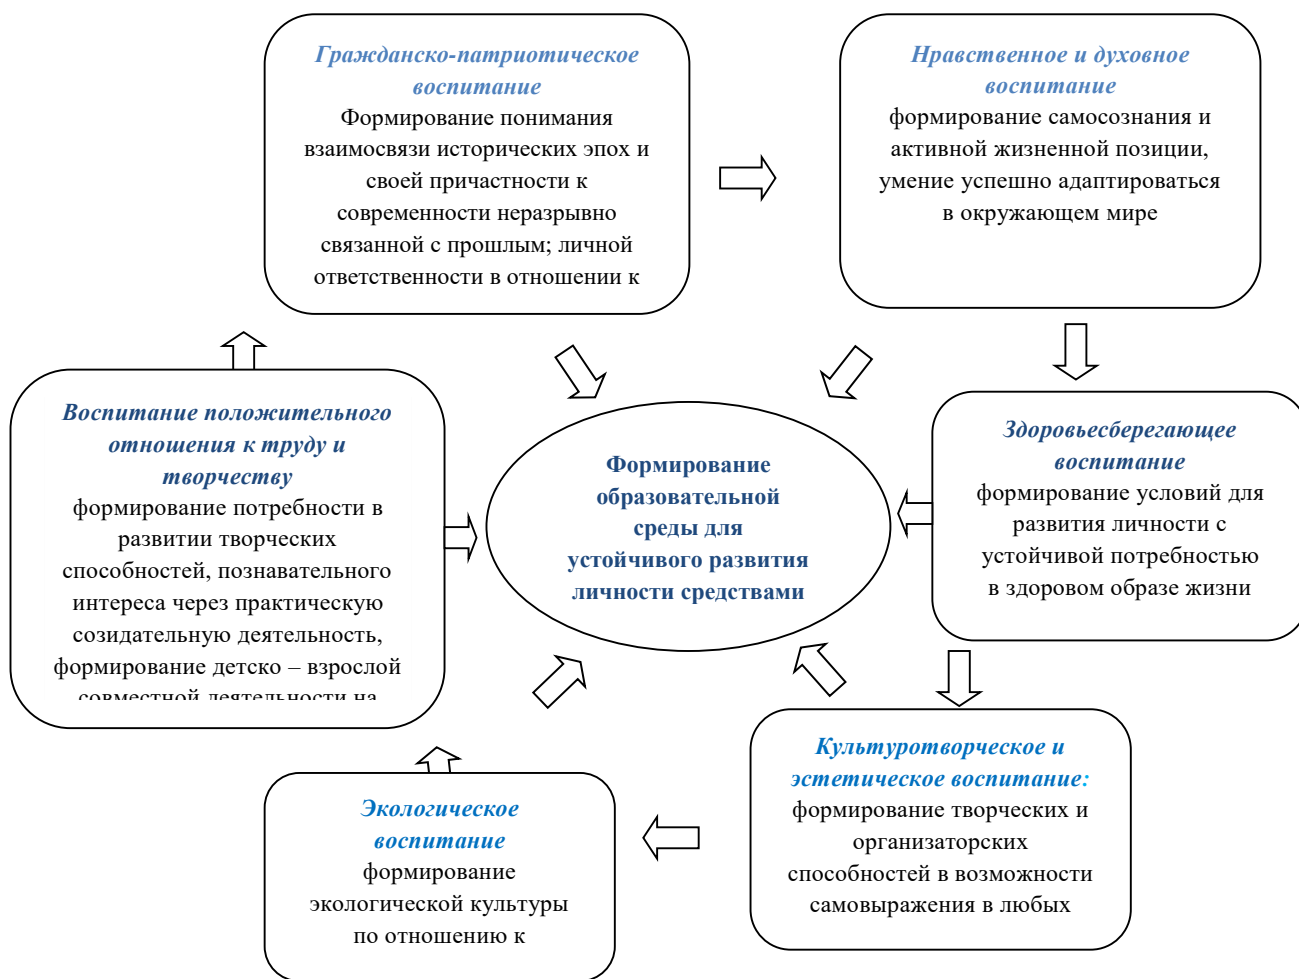 Гражданско-патриотическое
воспитание
Формирование понимания
взаимосвязи исторических эпох и
своей причастности к
современности неразрывно
связанной с прошлым; личной
ответственности в отношении к
Нравственное и духовное
воспитание
формирование самосознания и
активной жизненной позиции,
умение успешно адаптироваться
в окружающем мире
Воспитание положительного
отношения к труду и
творчеству
формирование потребности в
развитии творческих
способностей, познавательного
интереса через практическую
созидательную деятельность,
формирование детско – взрослой
совместной деятельности на
Формирование
образовательной
среды для
устойчивого развития
личности средствами
Здоровьесберегающее
воспитание
формирование условий для
развития личности с
устойчивой потребностью
в здоровом образе жизни
Экологическое
воспитание
формирование
экологической культуры
по отношению к
Культуротворческое и
эстетическое воспитание:
формирование творческих и
организаторских
способностей в возможности
самовыражения в любых